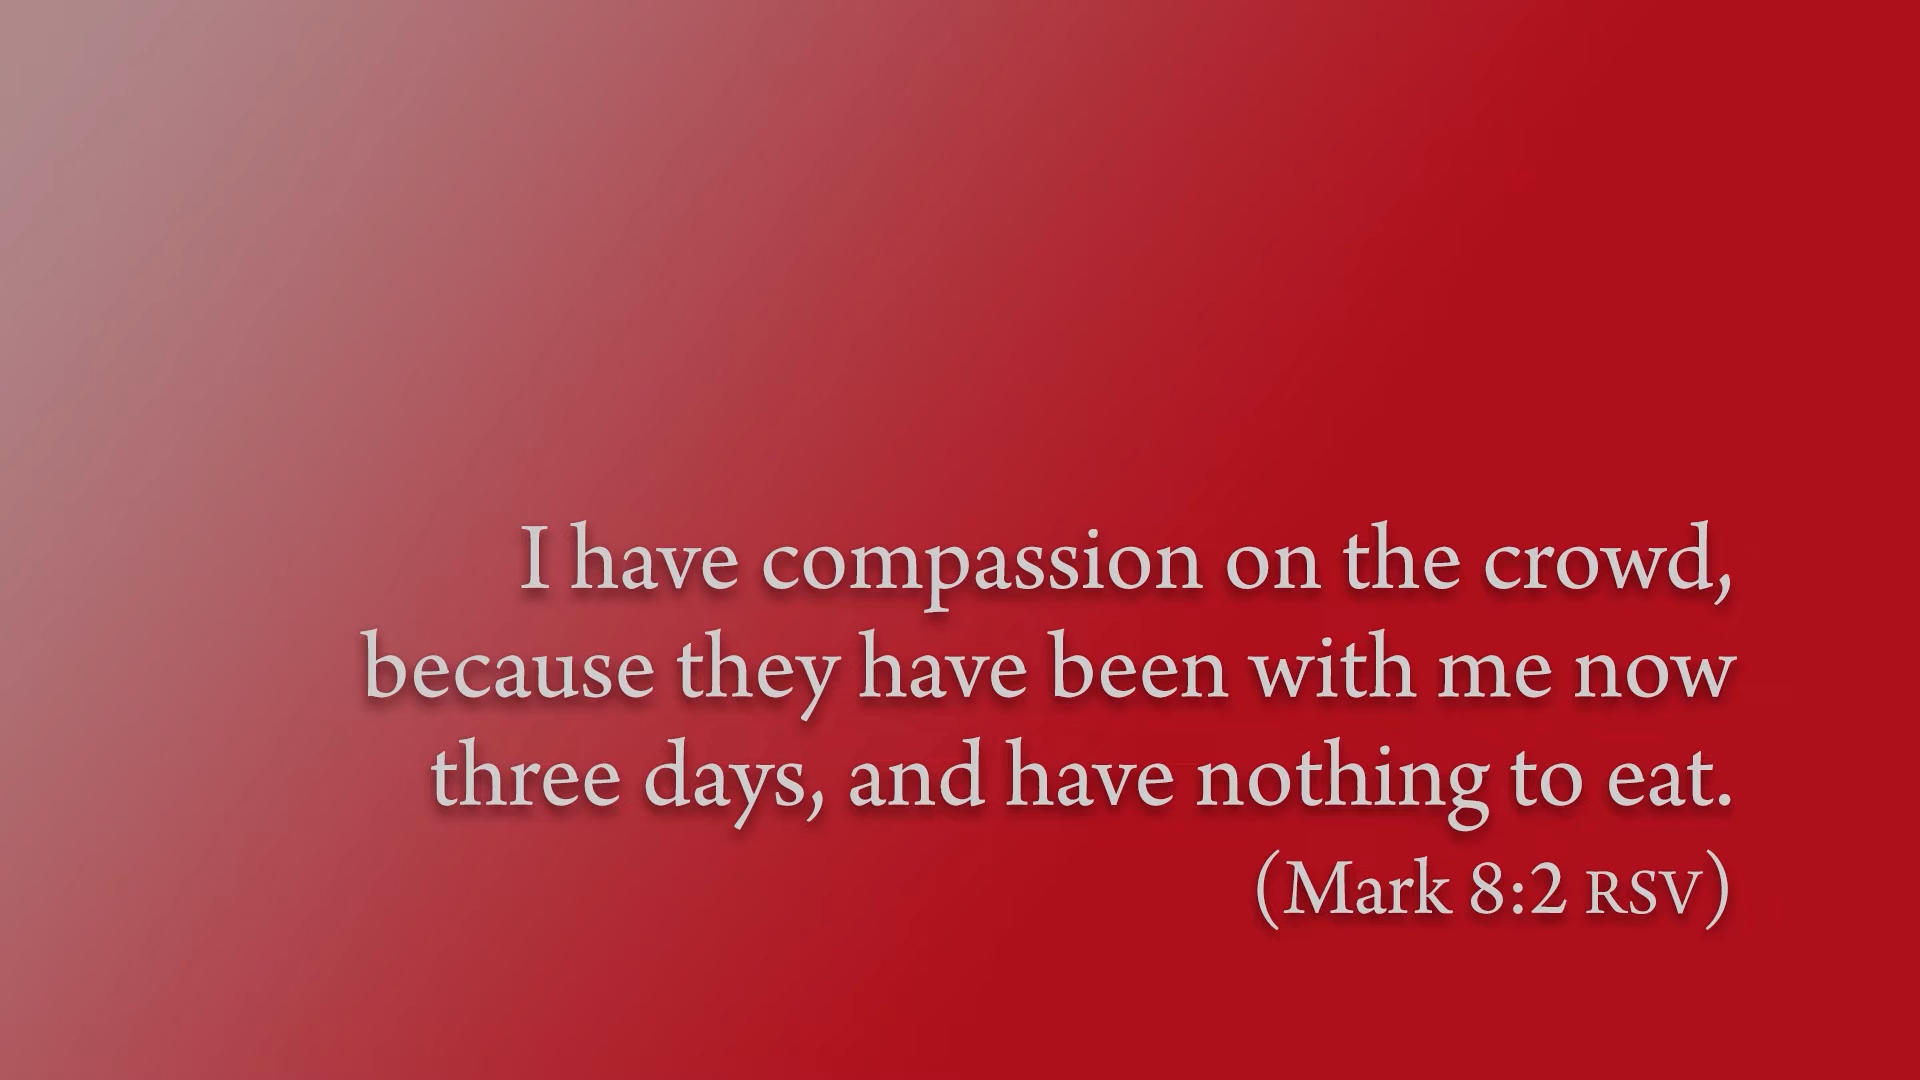 I have compassion on the crowd,
because they have been with me now
three days, and have nothing to eat.
(Mark 8:2 RSV)